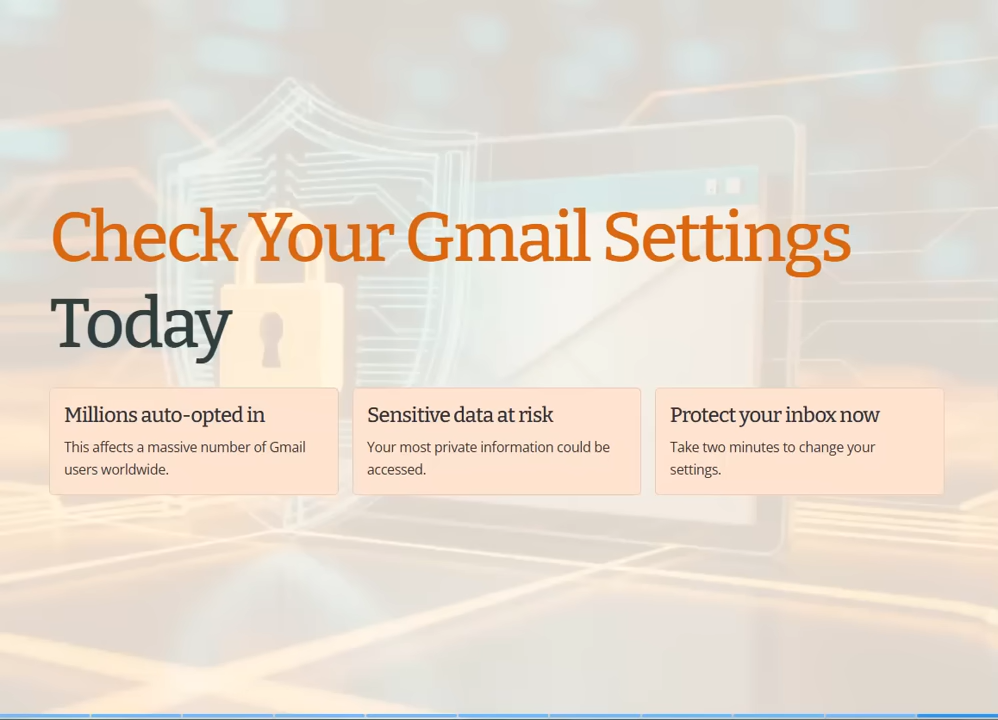 Check Your Gmail Settings
Today
Millions auto-opted in
This affects a massive number of Gmail
users worldwide.
Sensitive data at risk
Your most private information could be
accessed.
Protect your inbox now
Take two minutes to change your
settings.